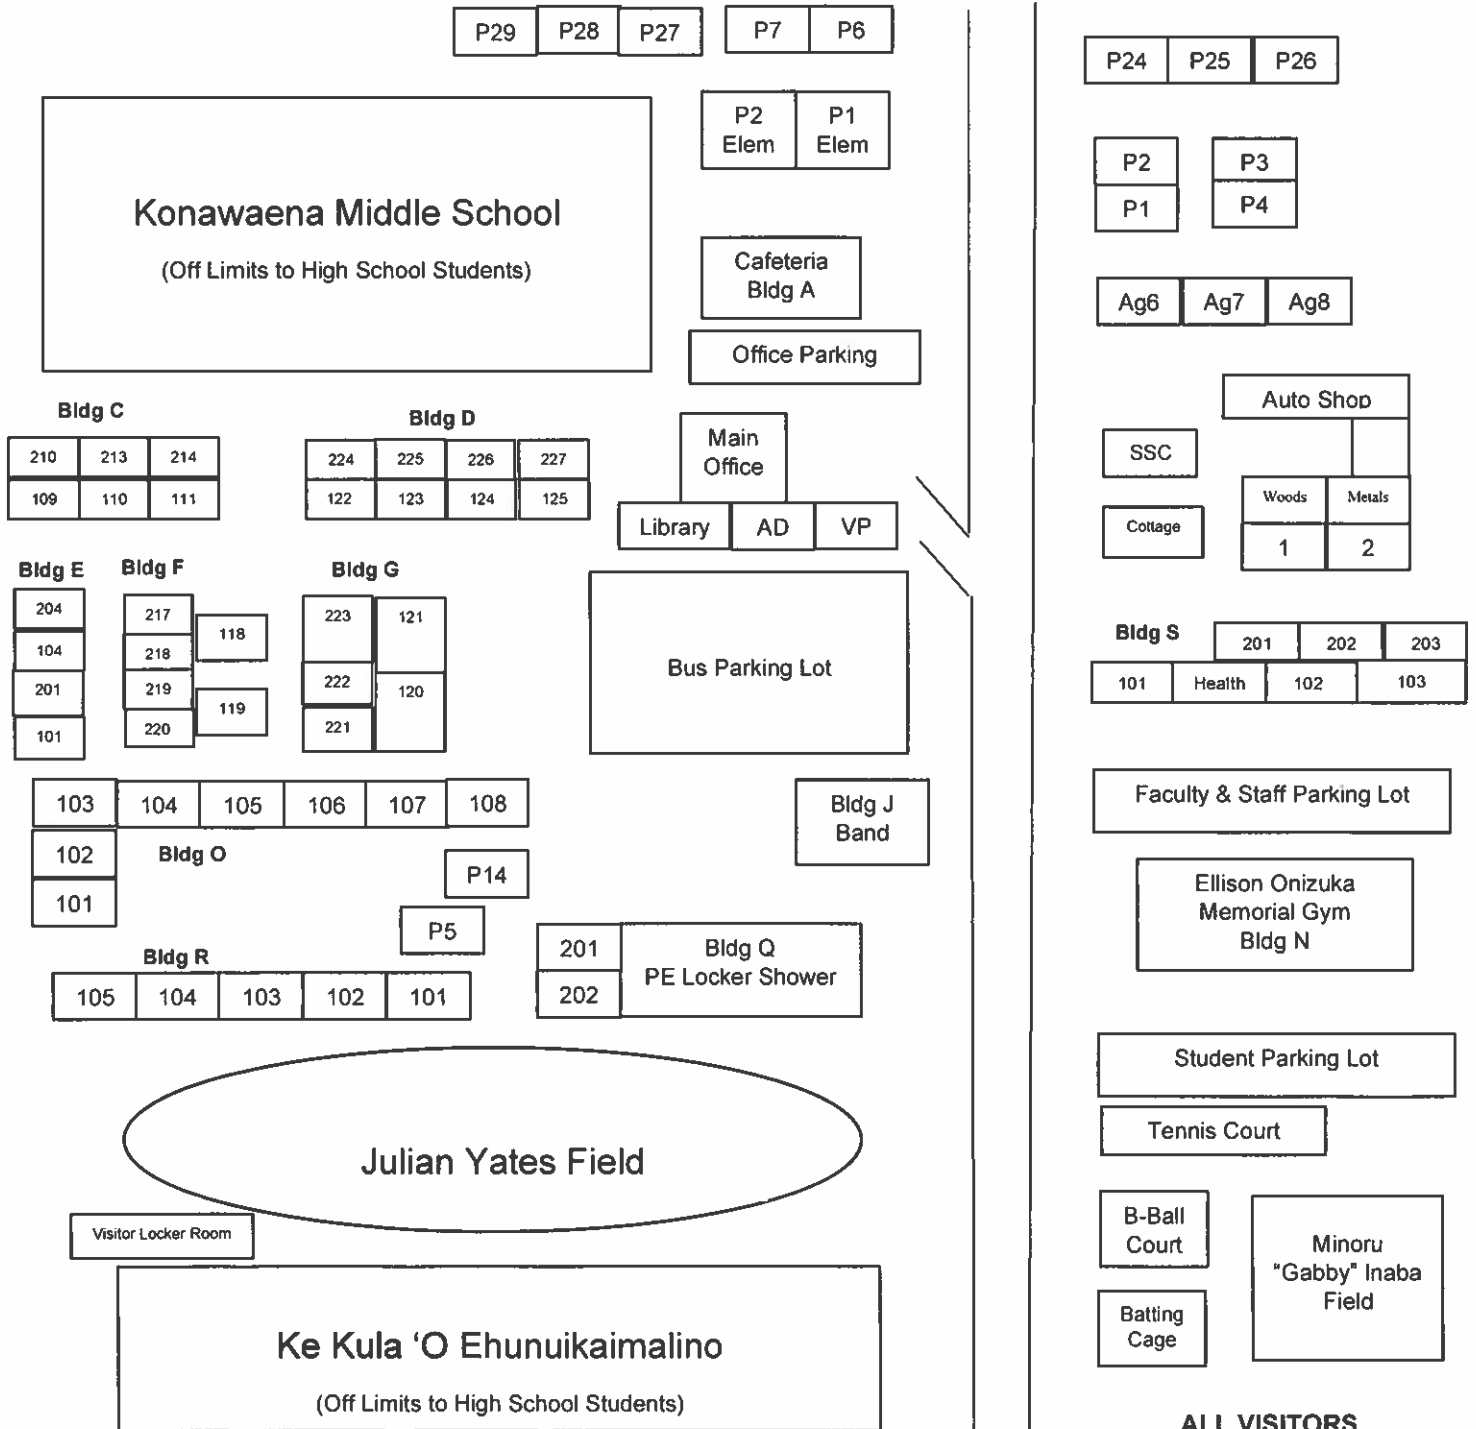 P29 P28 P27 P7 P6
P24 P25 P26
P2
Elem
P1
Elem
P2
P1
P3
P4
Konawaena Middle School
(Off Limits to High School Students)
Cafeteria
Bldg A
Office Parking
Ag6 Ag7 Ag8
Auto Shop
SSC
Cottage
Woods Metals
1 2
Bldg C
210 213 214
109 110 111
Bldg D
224 225 226 227
122 123 124 125
Main
Office
Library AD VP
Bldg E
204
104
201
101
Bldg F
217
218
219
220
118
119
Bldg G
223
222
221
121
120
Bus Parking Lot
Bldg S
201 202 203
101 Health 102 103
103 104 105 106 107 108
102
101
Bldg O
P14
P5
Bldg J
Band
Faculty & Staff Parking Lot
Ellison Onizuka
Memorial Gym
Bldg N
Bldg R
105 104 103 102 101
201
202
Bldg Q
PE Locker Shower
Student Parking Lot
Tennis Court
Julian Yates Field
Visitor Locker Room
B-Ball
Court
Batting
Cage
Minoru
"Gabby" Inaba
Field
Ke Kula ‘O Ehunuikaimalino
(Off Limits to High School Students)
ALL VISITORS